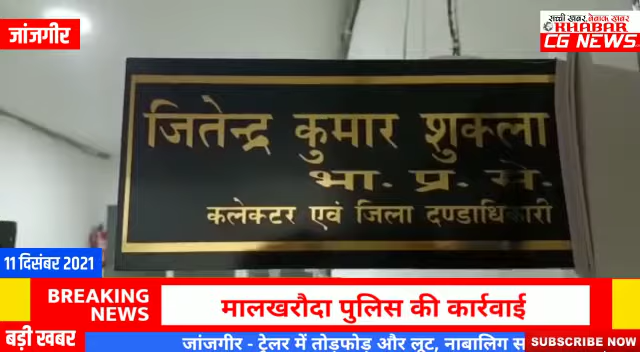 जांजगीर
सच्ची खबर, बेबाक खबर
KHABAR
CG NEWS
जितेन्द्र कुमार शुक्ला
भा. प्र. से.
कलेक्टर एवं जिला दण्डाधिकारी
11 दिसंबर 2021
BREAKING NEWS
मालखरौदा पुलिस की कार्रवाई
बड़ी खबर
जांजगीर - ट्रेलर में तोड़फोड़ और लूट, नाबालिग
SUBSCRIBE NOW